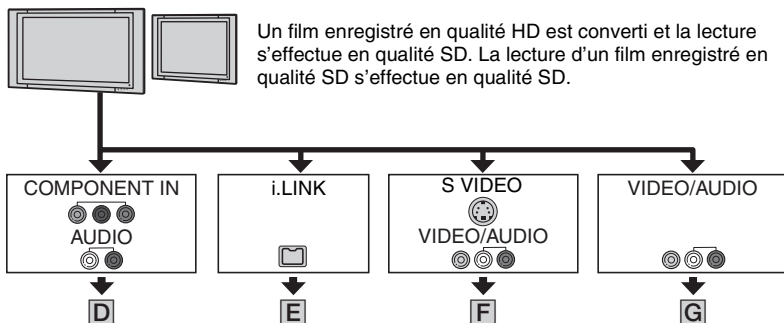 Un film enregistré en qualité HD est converti et la lecture
s’effectue en qualité SD. La lecture d’un film enregistré en
qualité SD s’effectue en qualité SD.
COMPONENT IN
AUDIO
i.LINK
S VIDEO
VIDEO/AUDIO
VIDEO/AUDIO
D
E
F
G